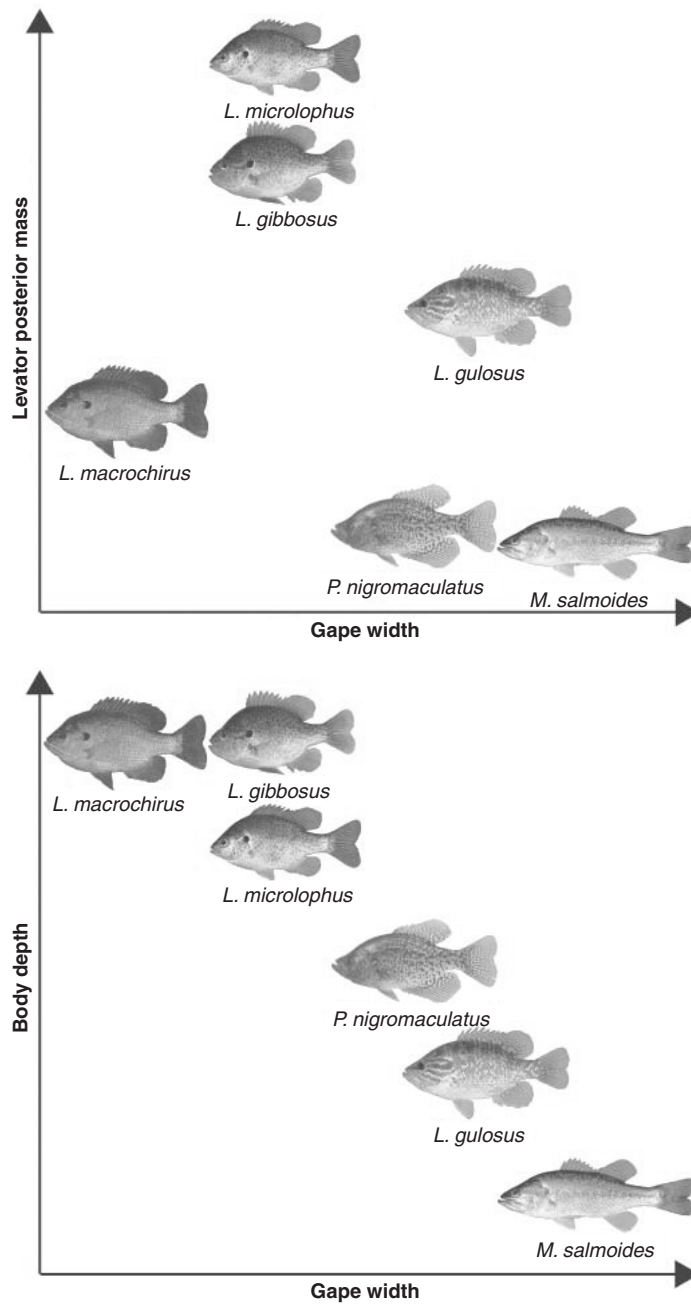 L. microlophus
L. gibbosus
L. gulosus
L. macrochirus
P. nigromaculatus
M. salmoides
Levator posterior mass
Gape width
L. macrochirus
L. gibbosus
L. microlophus
P. nigromaculatus
L. gulosus
M. salmoides
Body depth
Gape width